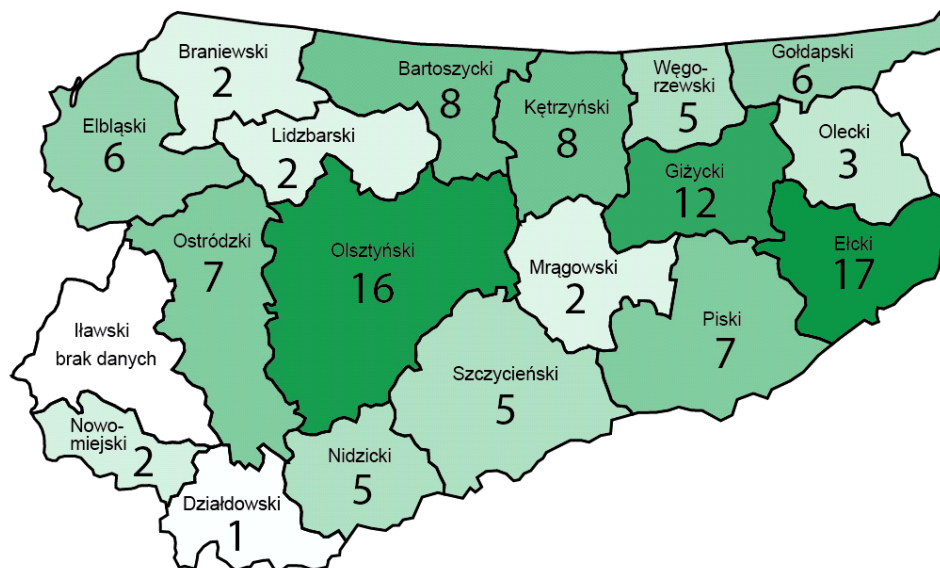 Braniewski
2
Bartoszycki
8
Kętrzyński
8
Węgo-
rzewski
5
Gołdapski
6
Elbląski
6
Lidzbarski
2
Olecki
3
Giżycki
12
Ostródzki
7
Olsztyński
16
Mrągowski
2
Ełcki
17
Iławski
brak danych
Piski
7
Szczycieński
5
Nowo-
miejski
2
Nidzicki
5
Działdowski
1